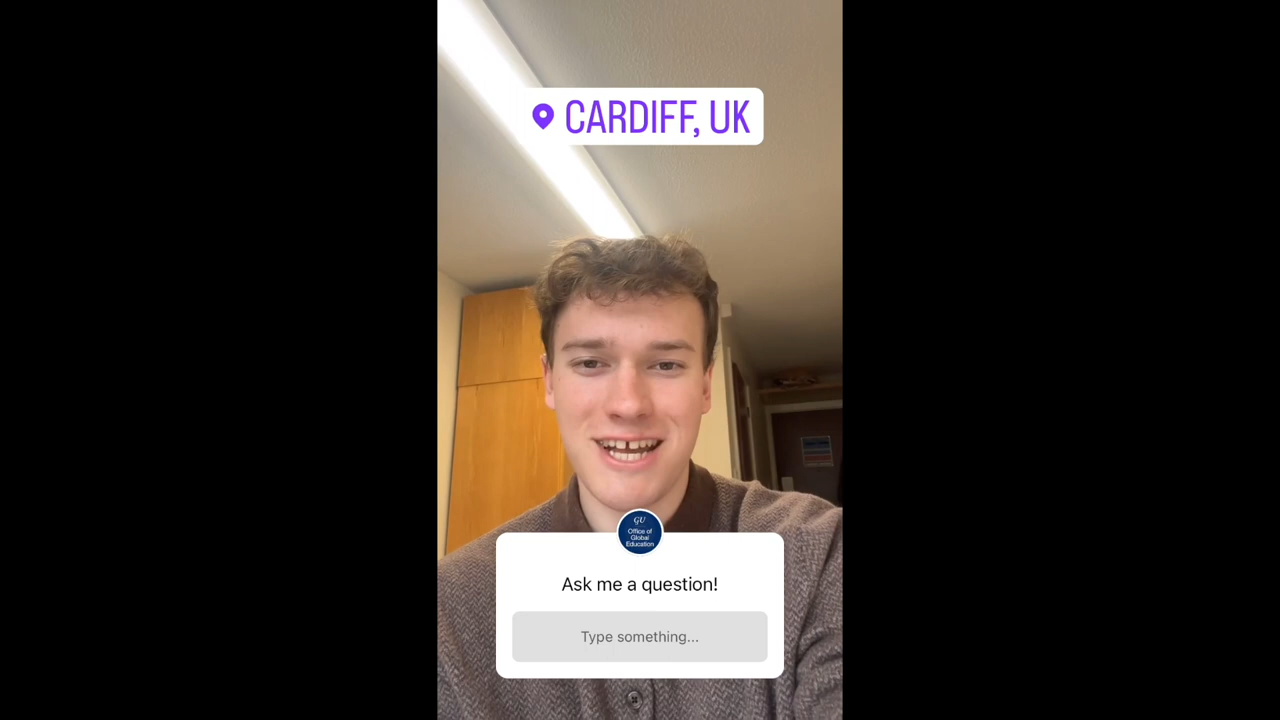 CARDIFF, UK
GU
Office of
Global
Education
Ask me a question!
Type something...